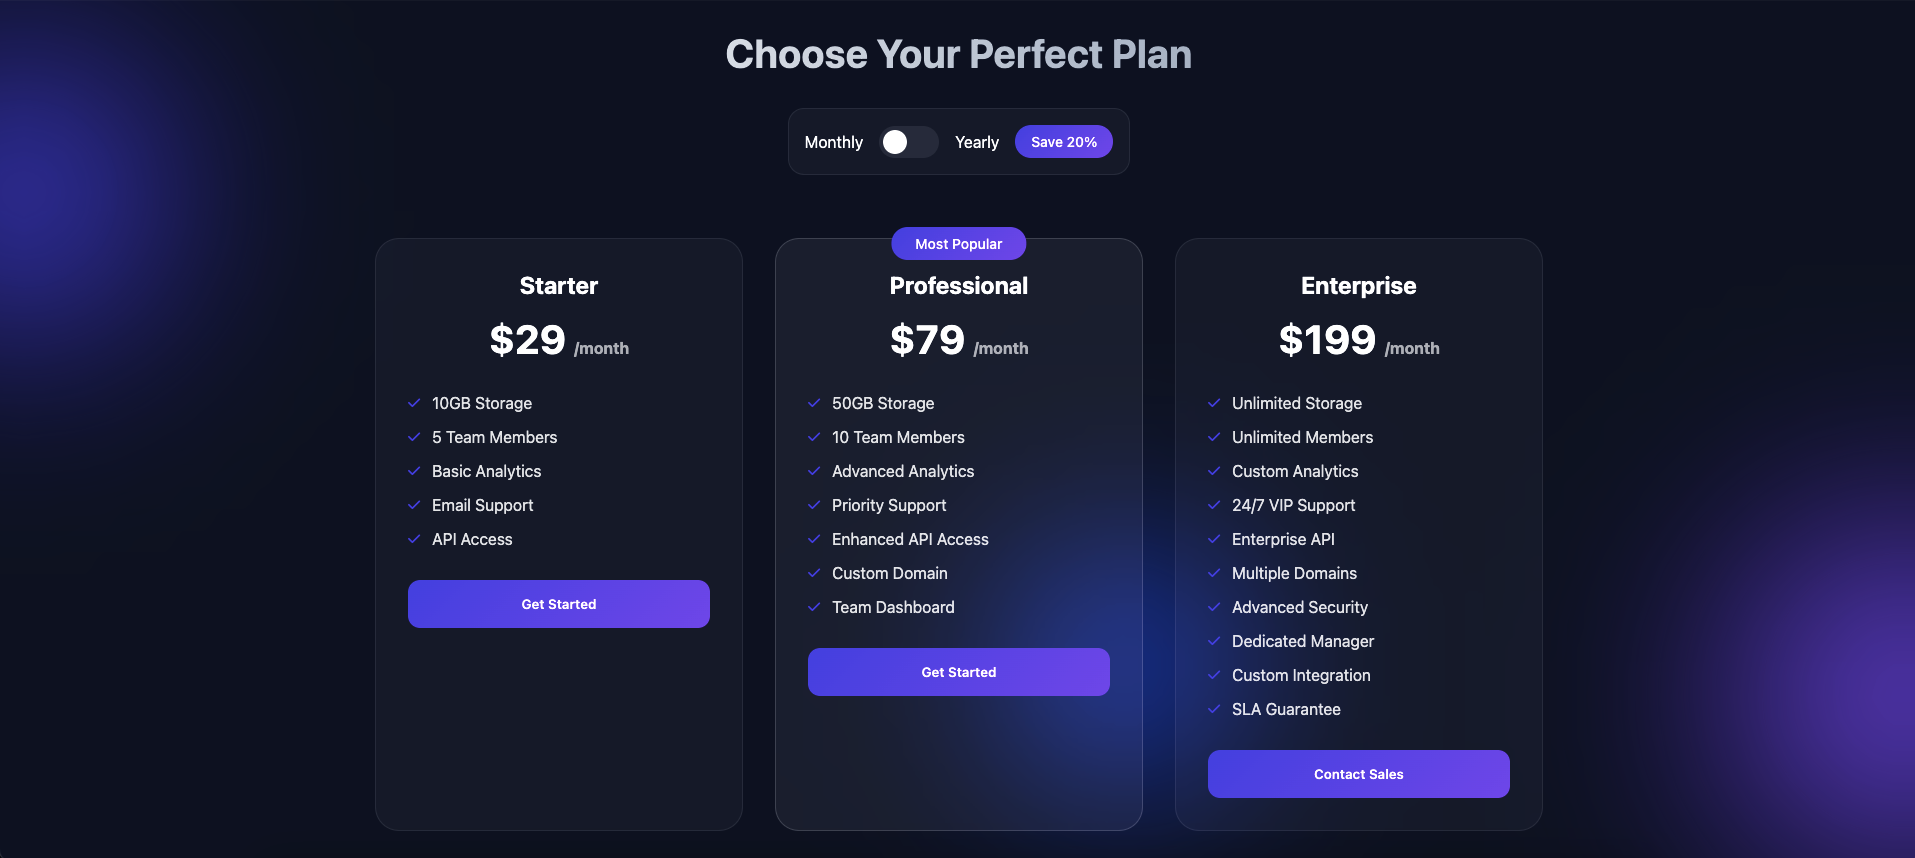 Choose Your Perfect Plan
Monthly Yearly Save 20%
Starter
$29 /month
10GB Storage
5 Team Members
Basic Analytics
Email Support
API Access
Get Started
Most Popular
Professional
$79 /month
50GB Storage
10 Team Members
Advanced Analytics
Priority Support
Enhanced API Access
Custom Domain
Team Dashboard
Get Started
Enterprise
$199 /month
Unlimited Storage
Unlimited Members
Custom Analytics
24/7 VIP Support
Enterprise API
Multiple Domains
Advanced Security
Dedicated Manager
Custom Integration
SLA Guarantee
Contact Sales